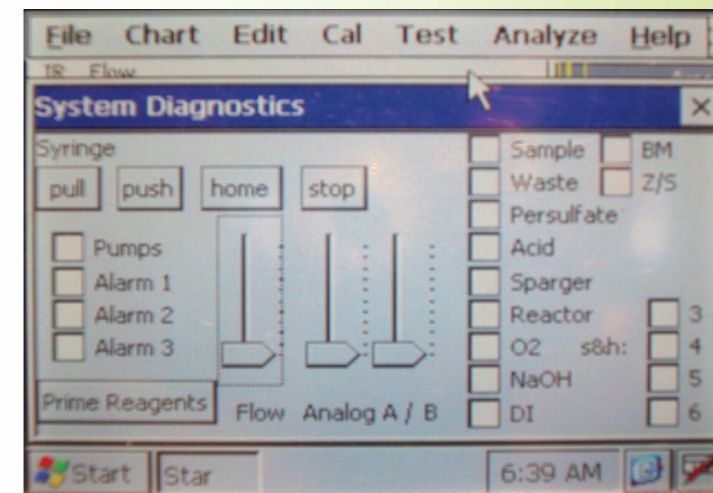 File Chart Edit Cal Test Analyze Help
IR Flow
System Diagnostics
Syringe
pull push home stop
Pumps
Alarm 1
Alarm 2
Alarm 3
Prime Reagents
Flow Analog A / B
Sample BM
Waste Z/S
Persulfate
Acid
Sparger
Reactor 3
O2 s&h: 4
NaOH 5
DI 6
Start Star 6:39 AM